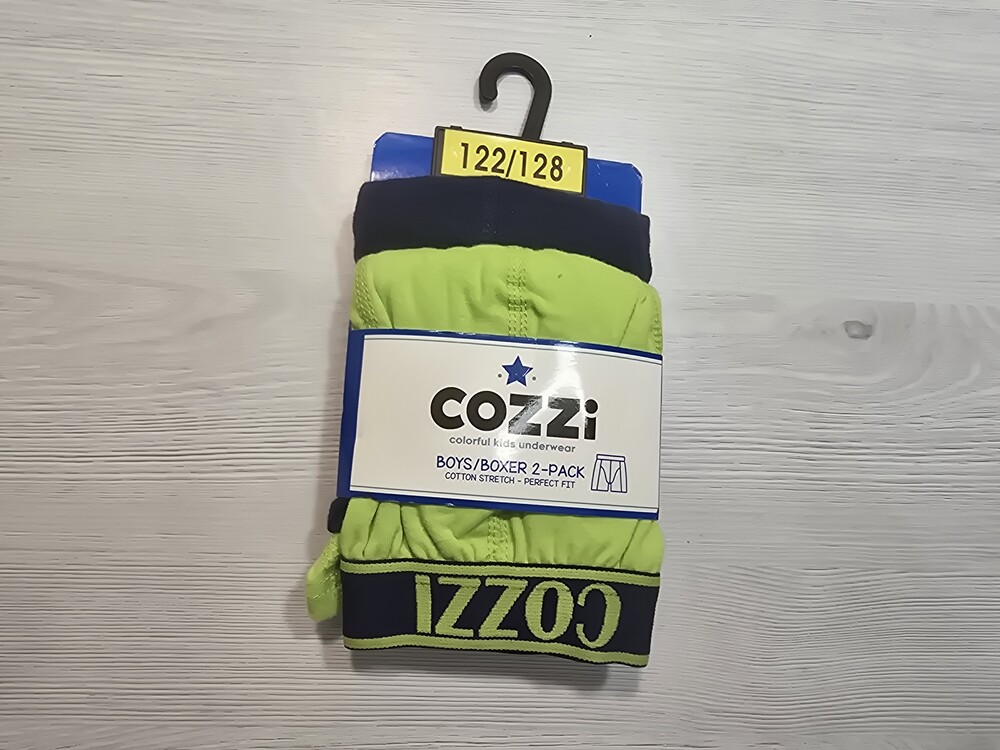 122/128
COZZi
colorful kids underwear
BOYS/BOXER 2-PACK
COTTON STRETCH - PERFECT FIT
COZZI